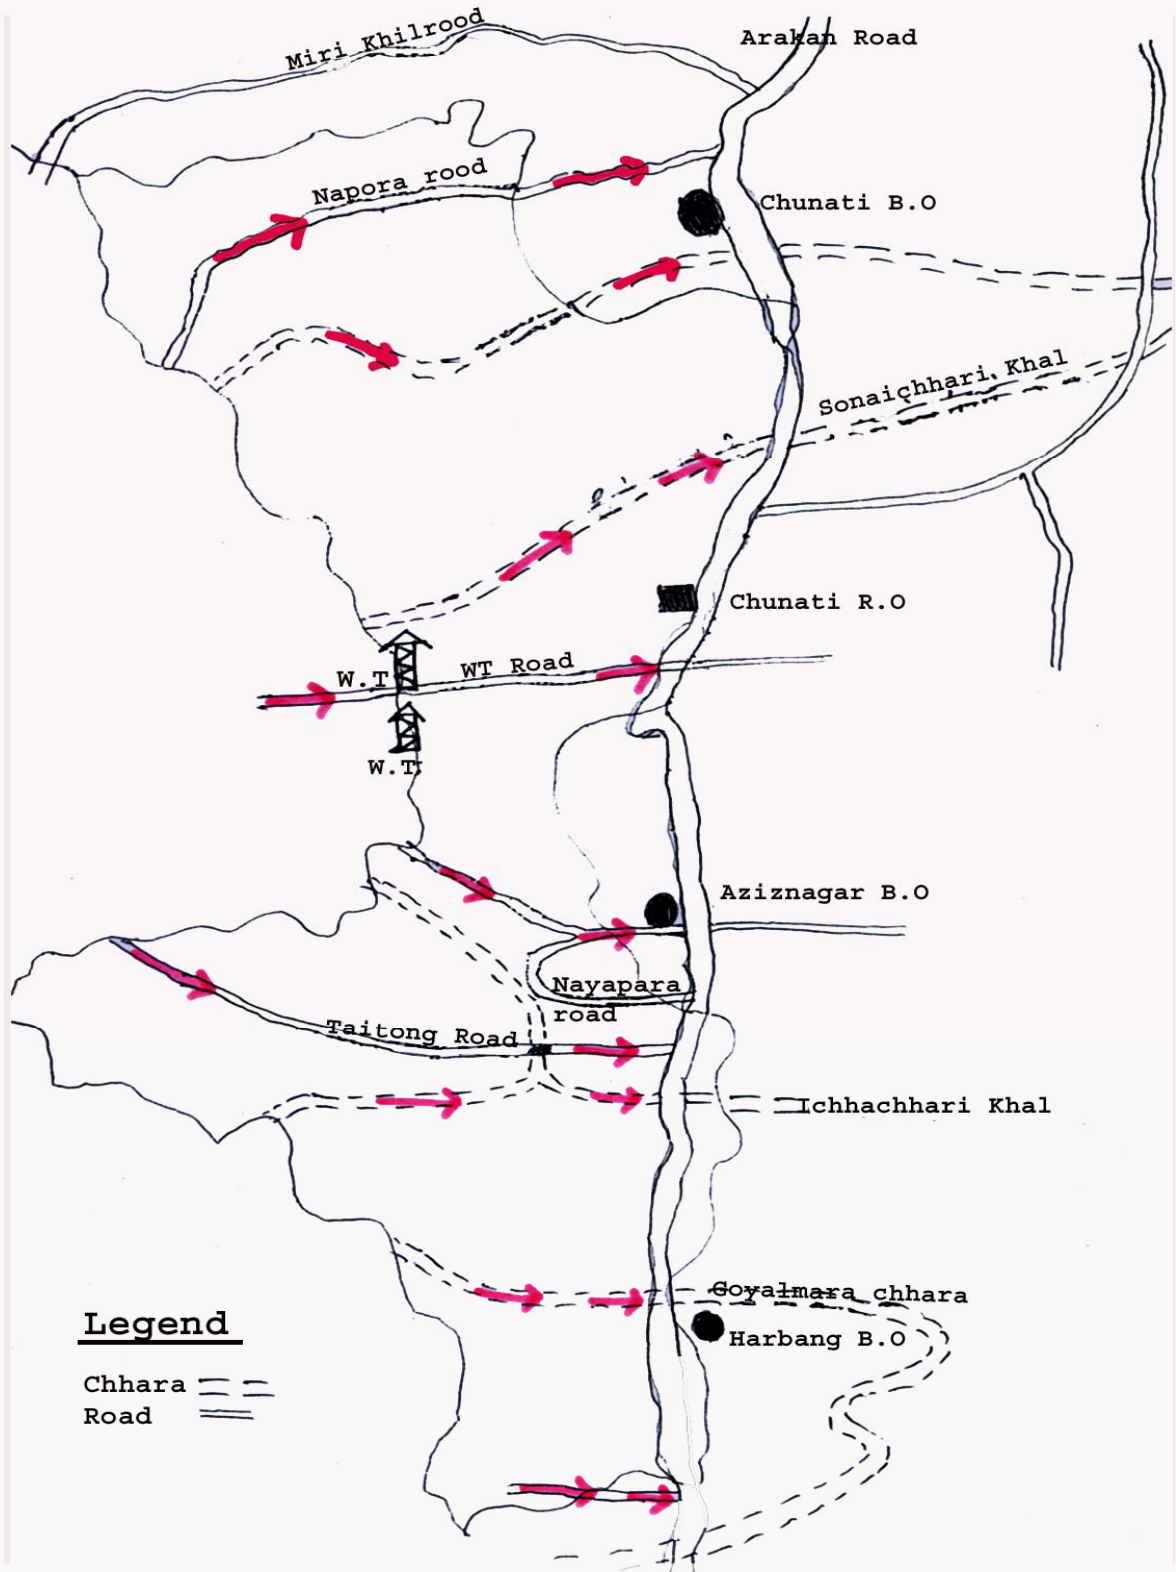 Miri Khilrood
Arakan Road
Napora rood
Chunati B.O
Sonaichhari Khal
Chunati R.O
WT Road
W.T
W.T
Aziznagar B.O
Nayapara
road
Taitong Road
Ichhachhari Khal
Goyalmara chhara
Harbang B.O
Legend
Chhara
Road